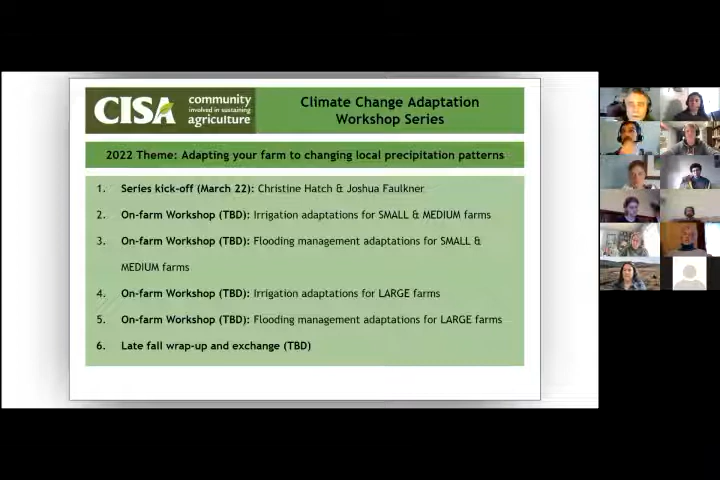 CISA
community
involved in sustaining
agriculture
Climate Change Adaptation
Workshop Series
2022 Theme: Adapting your farm to changing local precipitation patterns
1. Series kick-off (March 22): Christine Hatch & Joshua Faulkner
2. On-farm Workshop (TBD): Irrigation adaptations for SMALL & MEDIUM farms
3. On-farm Workshop (TBD): Flooding management adaptations for SMALL &
MEDIUM farms
4. On-farm Workshop (TBD): Irrigation adaptations for LARGE farms
5. On-farm Workshop (TBD): Flooding management adaptations for LARGE farms
6. Late fall wrap-up and exchange (TBD)